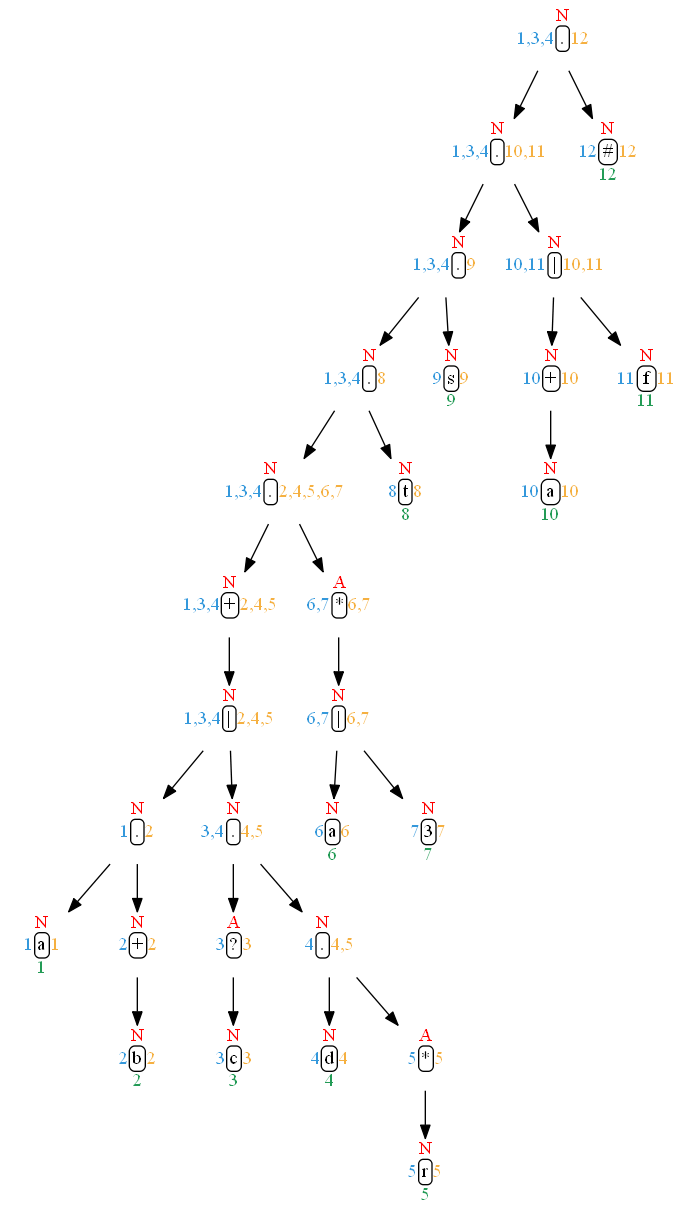 N
1,3,4 . 12
N N
1,3,4 . 10,11 12 # 12
12
N N
1,3,4 . 9 10,11 | 10,11
N N N N
1,3,4 . 8 9 s 9 10 + 10 11 f 11
9 11
N N N
1,3,4 . 2,4,5,6,7 8 t 8 10 a 10
8 10
N A
1,3,4 + 2,4,5 6,7 * 6,7
N N
1,3,4 | 2,4,5 6,7 | 6,7
N N N N
1 . 2 3,4 . 4,5 6 a 6 7 3 7
6 7
N N A N
1 a 1 2 + 2 3 ? 3 4 . 4,5
1
N N N A
2 b 2 3 c 3 4 d 4 5 * 5
2 3 4
N
5 r 5
5